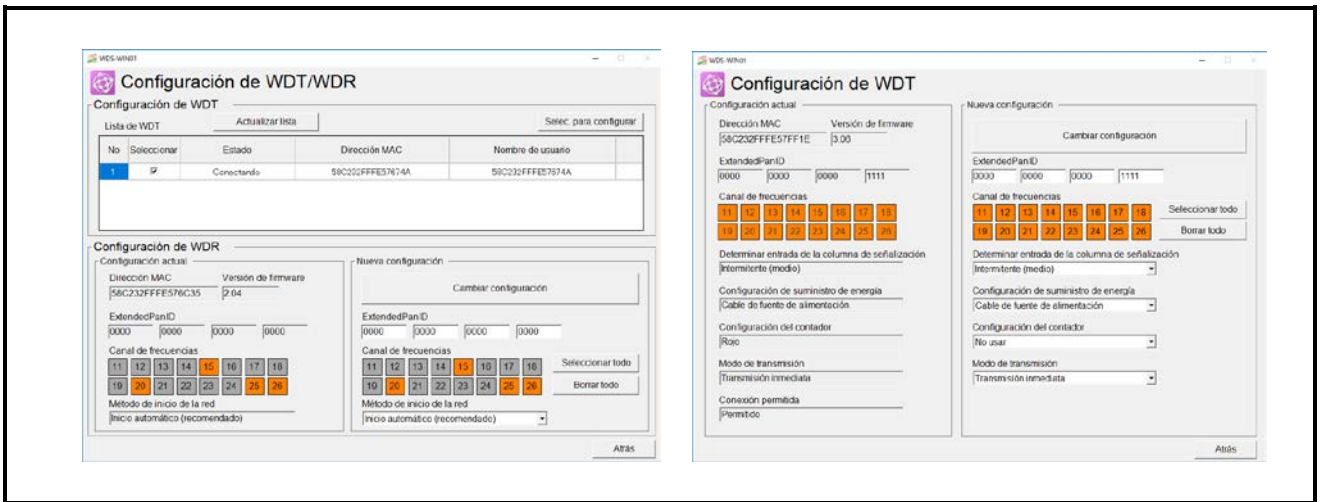 WDS-WIN01
Configuración de WDT/WDR
Configuración de WDT
Lista de WDT
Actualizar lista
Selec. para configurar
No Seleccionar Estado Dirección MAC Nombre de usuario
1 Conectando 58C232FFFE57674A 58C232FFFE57674A
Configuración de WDR
Configuración actual
Dirección MAC Versión de firmware
58C232FFFE576C35 2.04
ExtendedPanID
0000 0000 0000 0000
Canal de frecuencias
11 12 13 14 15 16 17 18
19 20 21 22 23 24 25 26
Método de inicio de la red
Inicio automático (recomendado)
Nueva configuración
Cambiar configuración
ExtendedPanID
0000 0000 0000 0000
Canal de frecuencias
11 12 13 14 15 16 17 18
Seleccionar todo
19 20 21 22 23 24 25 26
Borrar todo
Método de inicio de la red
Inicio automático (recomendado)
Atrás
WDS-WIN01
Configuración de WDT
Configuración actual
Dirección MAC Versión de firmware
58C232FFFE57FF1E 3.00
ExtendedPanID
0000 0000 0000 1111
Canal de frecuencias
11 12 13 14 15 16 17 18
19 20 21 22 23 24 25 26
Determinar entrada de la columna de señalización
Intermitente (medio)
Configuración de suministro de energía
Cable de fuente de alimentación
Configuración del contador
Rojo
Modo de transmisión
Transmisión inmediata
Conexión permitida
Permitido
Nueva configuración
Cambiar configuración
ExtendedPanID
0000 0000 0000 1111
Canal de frecuencias
11 12 13 14 15 16 17 18
Seleccionar todo
19 20 21 22 23 24 25 26
Borrar todo
Determinar entrada de la columna de señalización
Intermitente (medio)
Configuración de suministro de energía
Cable de fuente de alimentación
Configuración del contador
No usar
Modo de transmisión
Transmisión inmediata
Atrás